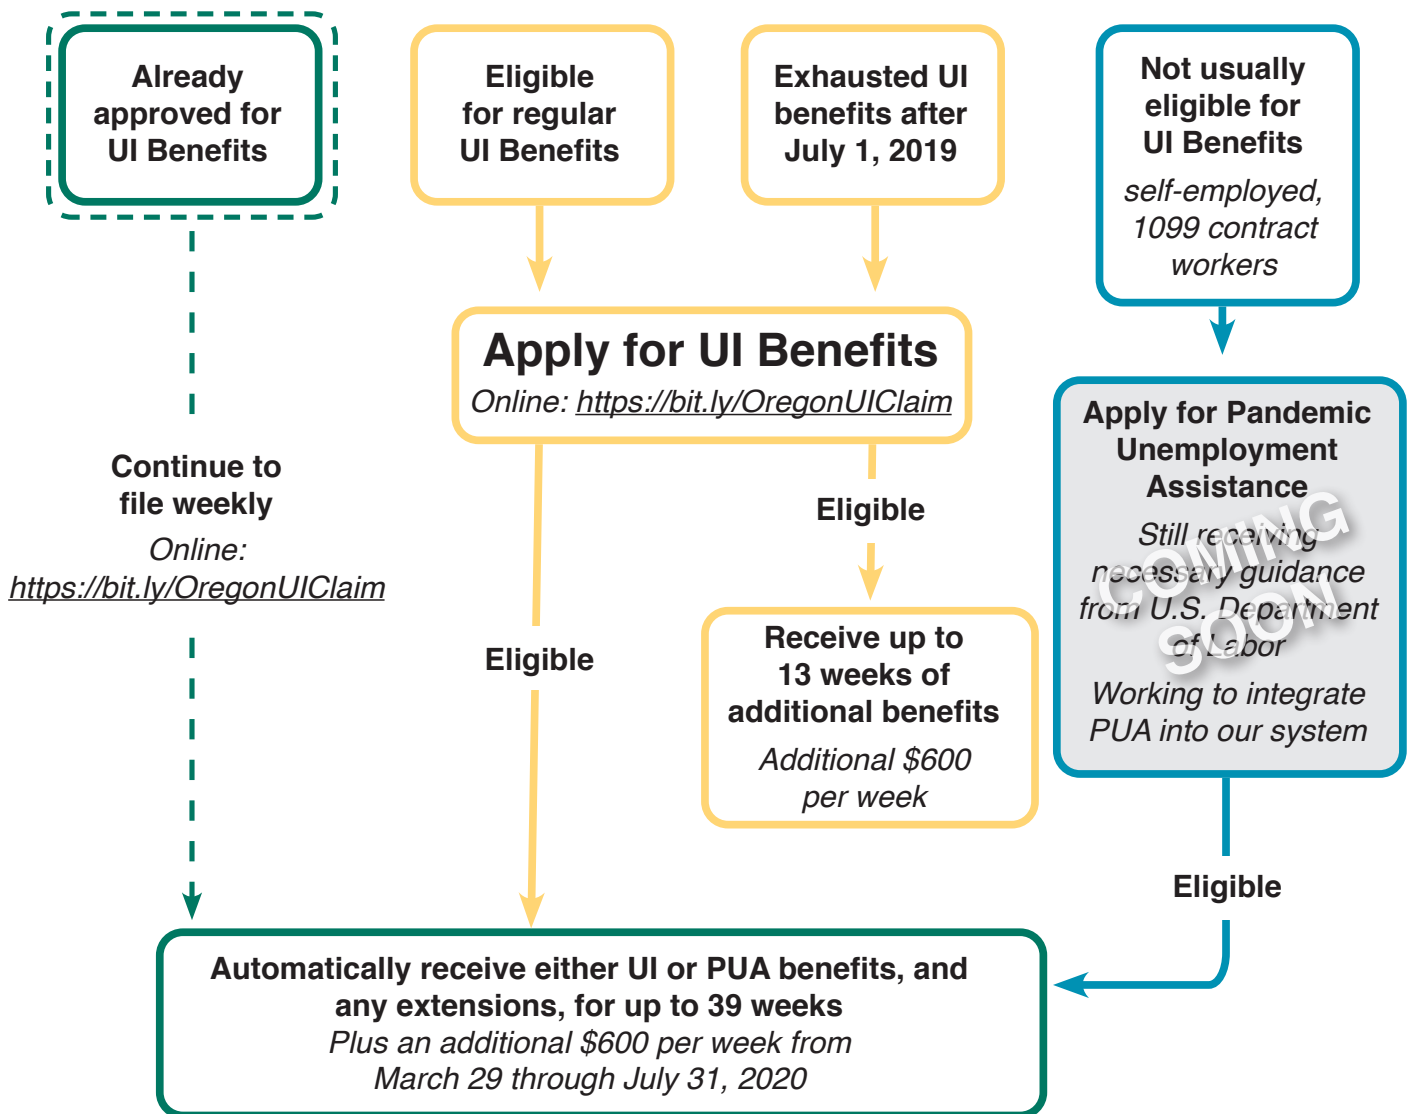 Already
approved for
UI Benefits
Eligible
for regular
UI Benefits
Exhausted UI
benefits after
July 1, 2019
Not usually
eligible for
UI Benefits
self-employed,
1099 contract
workers
Apply for UI Benefits
Online: https://bit.ly/OregonUIClaim
Continue to
file weekly
Online:
https://bit.ly/OregonUIClaim
Eligible
Eligible
Receive up to
13 weeks of
additional benefits
Additional $600
per week
Apply for Pandemic
Unemployment
Assistance
Still receiving
necessary guidance
from U.S. Department
of Labor
Working to integrate
PUA into our system
COMING
SOON
Eligible
Automatically receive either UI or PUA benefits, and
any extensions, for up to 39 weeks
Plus an additional $600 per week from
March 29 through July 31, 2020